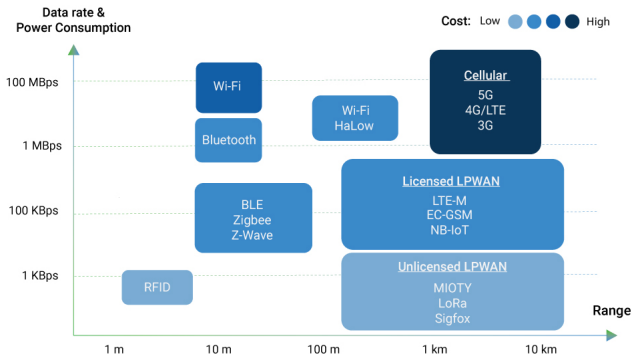 Data rate &
Power Consumption
Cost: Low High
100 MBps
1 MBps
100 KBps
1 KBps
Wi-Fi
Bluetooth
Wi-Fi
HaLow
Cellular
5G
4G/LTE
3G
BLE
Zigbee
Z-Wave
Licensed LPWAN
LTE-M
EC-GSM
NB-IoT
RFID
Unlicensed LPWAN
MIOTY
LoRa
Sigfox
Range
1 m 10 m 100 m 1 km 10 km